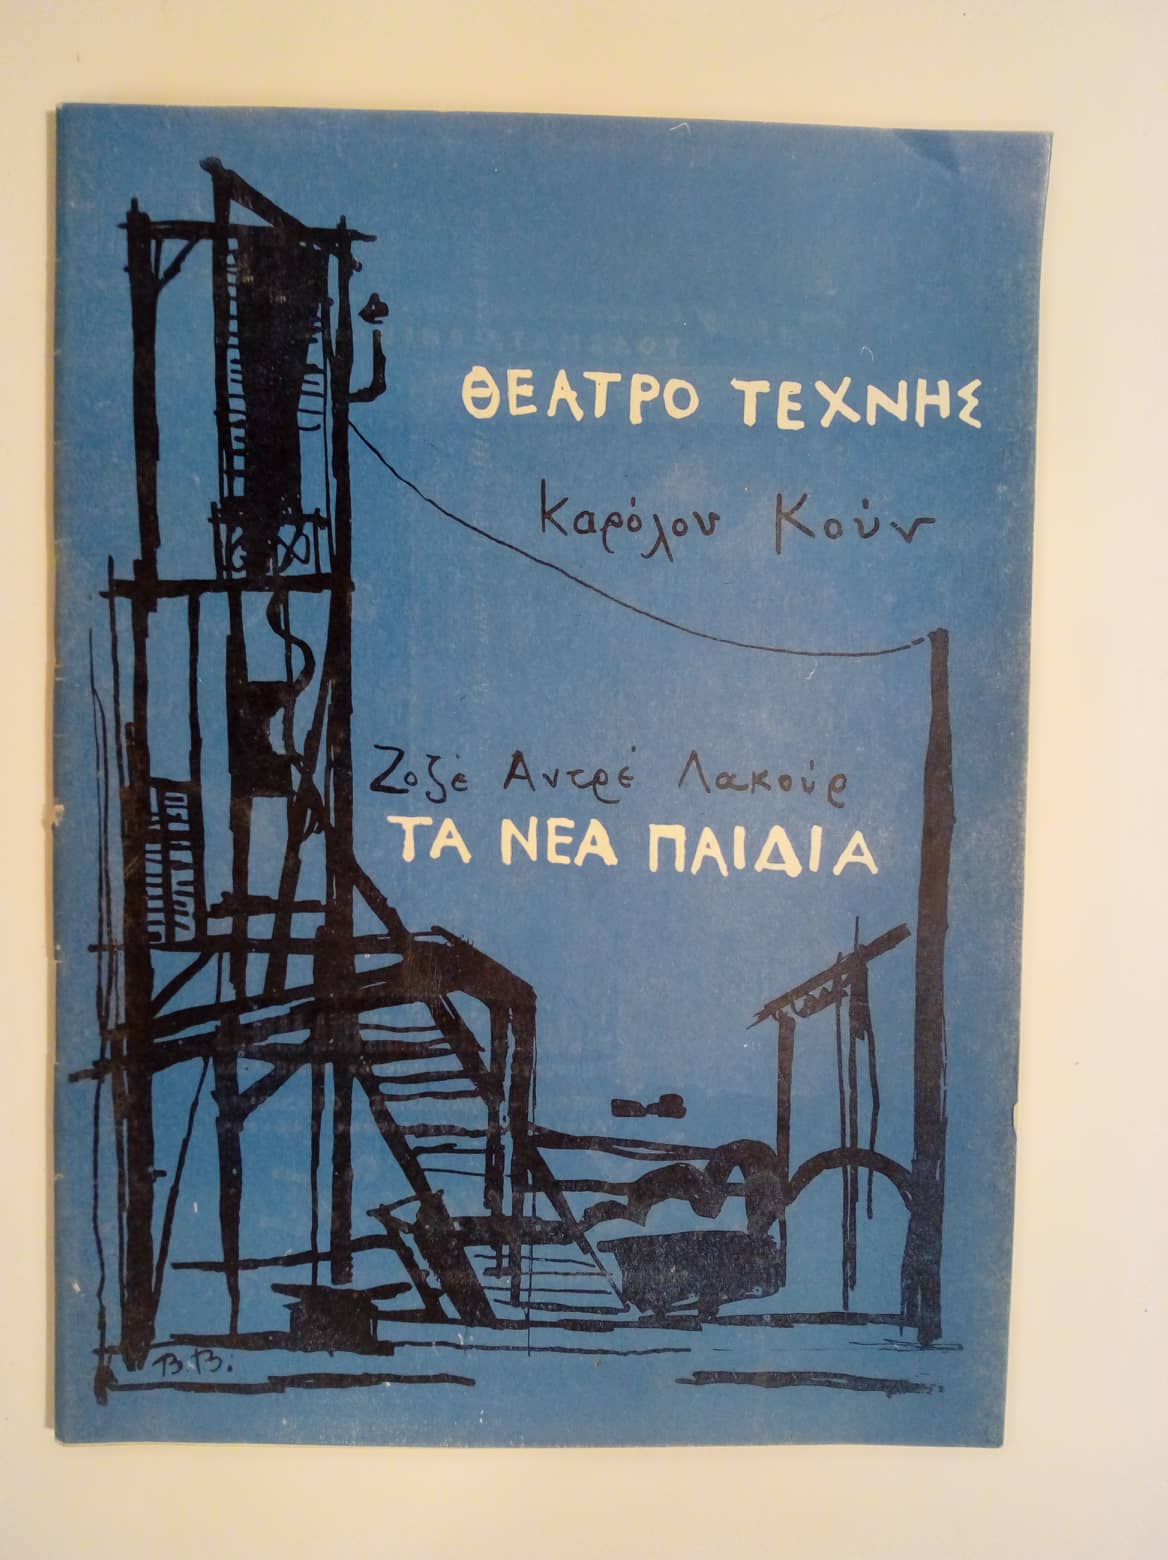 ΘΕΑΤΡΟ ΤΕΧΝΗΣ
Καρόλου Κούν
Ζοζέ Αντρέ Λακούρ
ΤΑ ΝΕΑ ΠΑΙΔΙΑ
Β.Β.